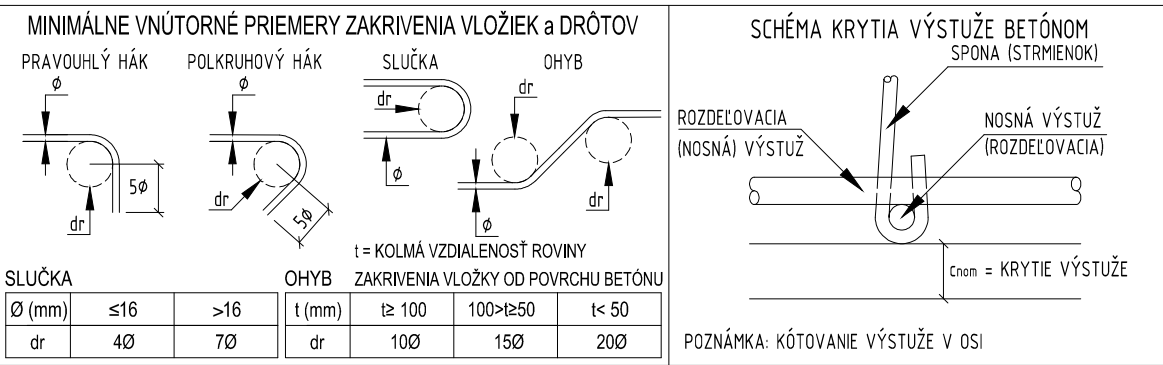 MINIMÁLNE VNÚTORNÉ PRIEMERY ZAKRIVENIA VLOŽIEK a DRÔTOV
PRAVOUHLÝ HÁK
POLKRUHOVÝ HÁK
SLUČKA
OHYB
ϕ
5ϕ
dr
ϕ
5ϕ
dr
dr
ϕ
dr
dr
ϕ
t = KOLMÁ VZDIALENOSŤ ROVINY
ZAKRIVENIA VLOŽKY OD POVRCHU BETÓNU
SLUČKA
Ø (mm) ≤16 >16
dr 4Ø 7Ø
OHYB
t (mm) t≥ 100 100>t≥50 t< 50
dr 10Ø 15Ø 20Ø
SCHÉMA KRYTIA VÝSTUŽE BETÓNOM
SPONA (STRMIENOK)
ROZDEĽOVACIA
(NOSNÁ) VÝSTUŽ
NOSNÁ VÝSTUŽ
(ROZDEĽOVACIA)
Cnom = KRYTIE VÝSTUŽE
POZNÁMKA: KÓTOVANIE VÝSTUŽE V OSI